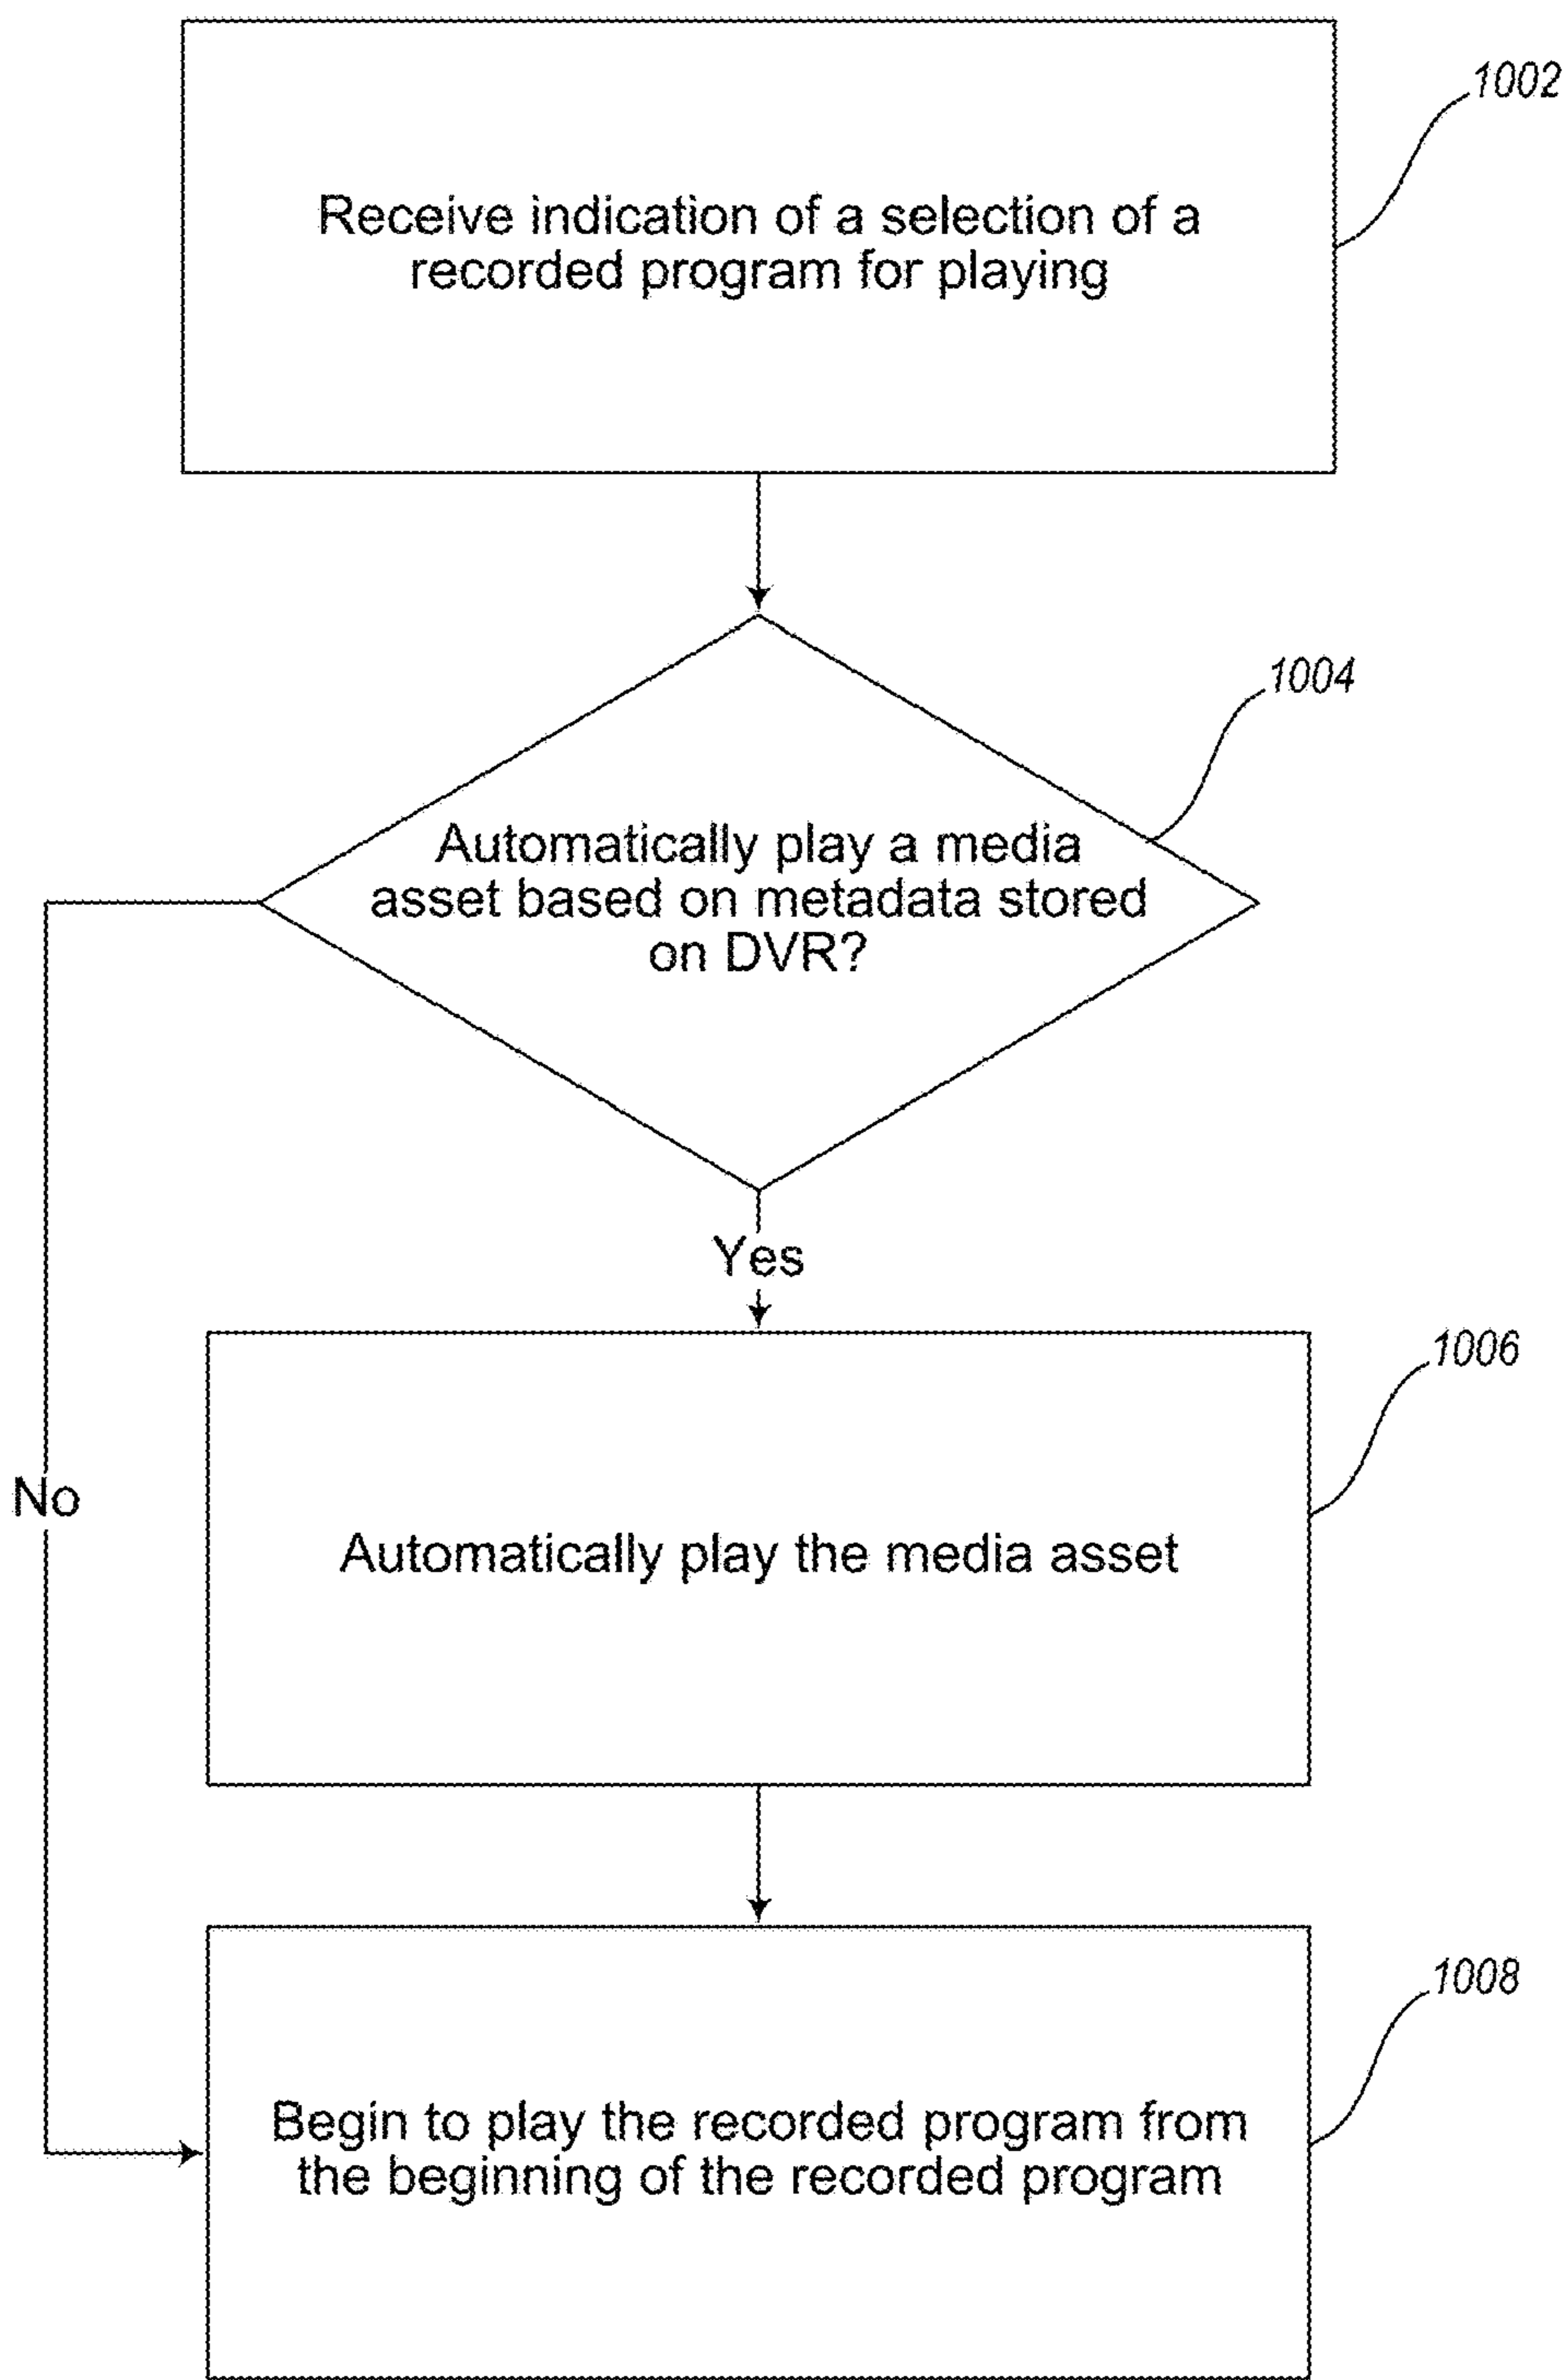 1002
Receive indication of a selection of a
recorded program for playing
1004
Automatically play a media
asset based on metadata stored
on DVR?
Yes
1006
No
Automatically play the media asset
1008
Begin to play the recorded program from
the beginning of the recorded program